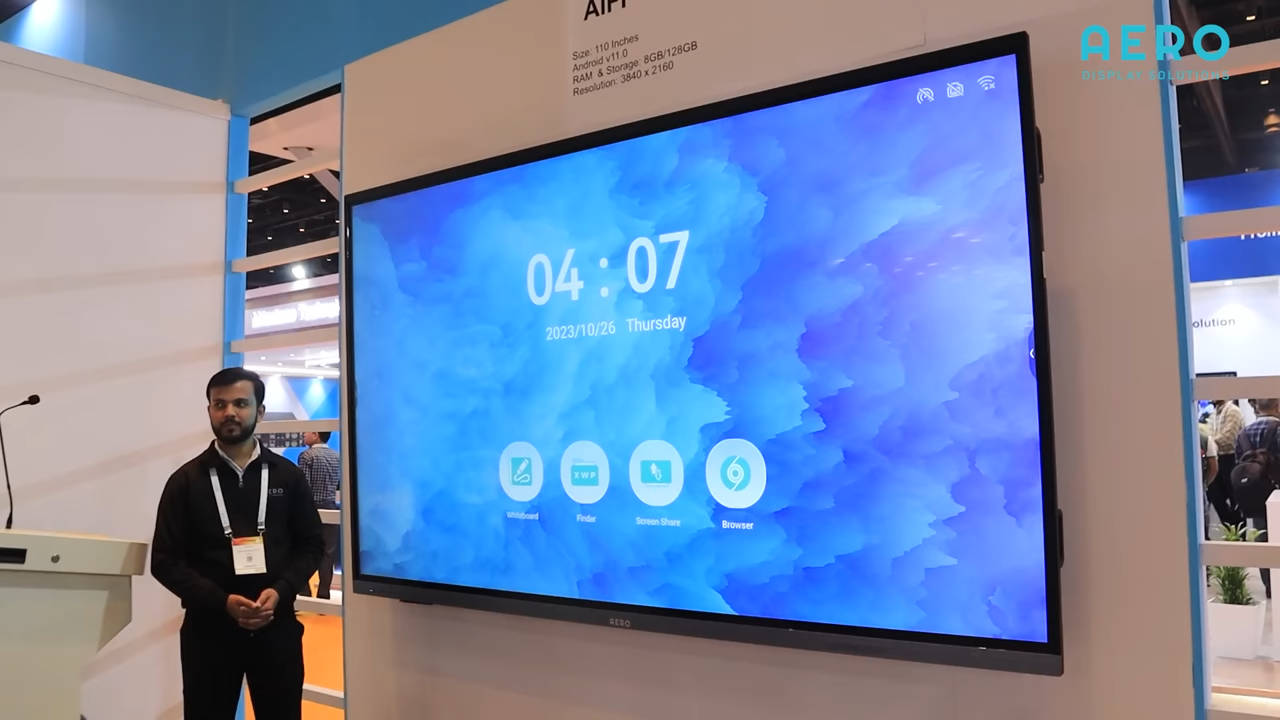 AERO
DISPLAY SOLUTIONS
Size: 110 Inches
Android v11.0
RAM & Storage: 8GB/128GB
Resolution: 3840 x 2160
04 : 07
2023/10/26 Thursday
XWP
Whiteboard
Finder
Screen Share
Browser
AERO
AERO
olution